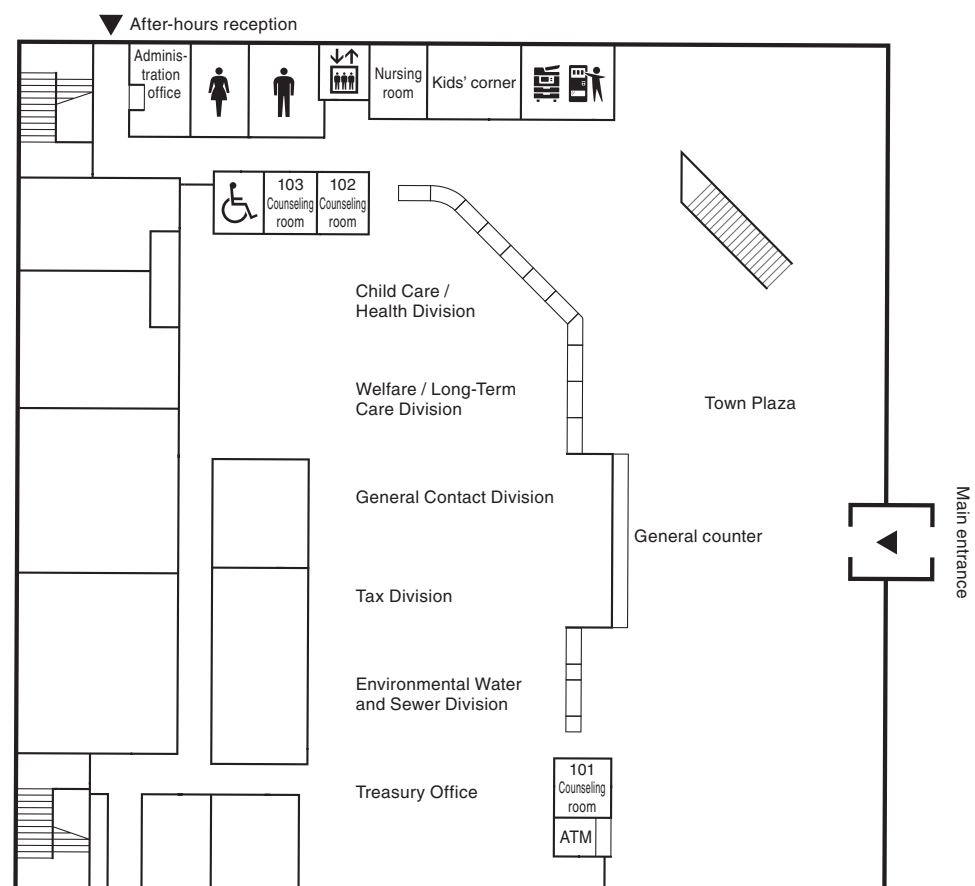 After-hours reception
Adminis-
tration
office
Nursing
room
Kids’ corner
103
Counseling
room
102
Counseling
room
Child Care /
Health Division
Welfare / Long-Term
Care Division
Town Plaza
General Contact Division
General counter
Main entrance
Tax Division
Environmental Water
and Sewer Division
Treasury Office
101
Counseling
room
ATM